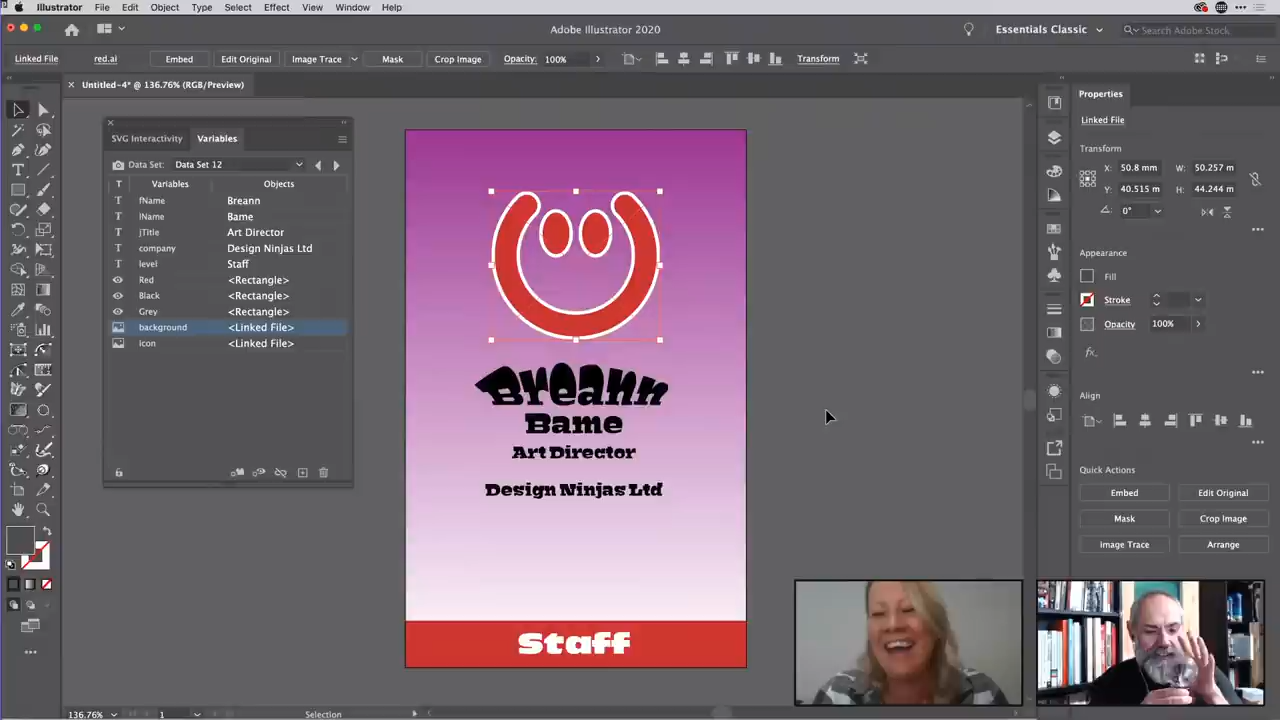 Illustrator File Edit Object Type Select Effect View Window Help
Adobe Illustrator 2020
Essentials Classic
Search Adobe Stock
Linked File red.ai Embed Edit Original Image Trace Mask Crop Image Opacity: 100% Transform
Untitled-4* @ 136.76% (RGB/Preview)
SVG Interactivity Variables
Data Set: Data Set 12
T Variables Objects
T fName Breann
T lName Bame
T jTitle Art Director
T company Design Ninjas Ltd
T level Staff
Red <Rectangle>
Black <Rectangle>
Grey <Rectangle>
background <Linked File>
Icon <Linked File>
Breann
Bame
Art Director
Design Ninjas Ltd
Staff
Properties
Linked File
Transform
X: 50.8 mm W: 50.257 m
Y: 40.515 m H: 44.244 m
0°
Appearance
Fill
Stroke
Opacity 100%
fx.
Align
Quick Actions
Embed Edit Original
Mask Crop Image
Image Trace Arrange
136.76% 1 Selection